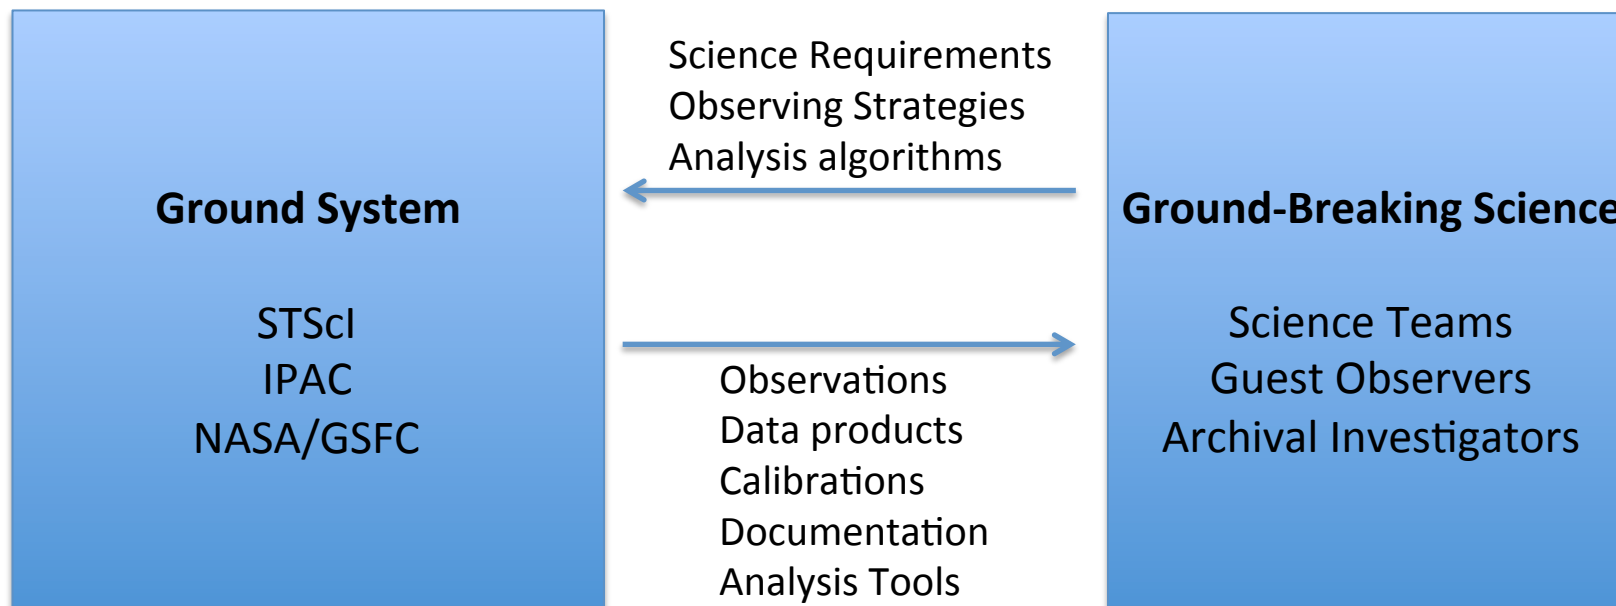 Ground System
STScI
IPAC
NASA/GSFC
Science Requirements
Observing Strategies
Analysis algorithms
Observations
Data products
Calibrations
Documentation
Analysis Tools
Ground-Breaking Science
Science Teams
Guest Observers
Archival Investigators